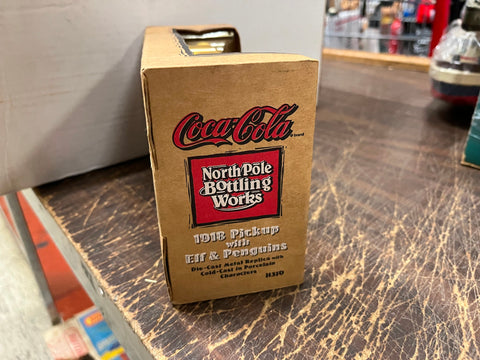 Coca-Cola
brand
North Pole
Bottling
Works
1918 Pickup
with
Elf & Penguins
Die-Cast Metal Replica with
Cold-Cast in Porcelain
Characters